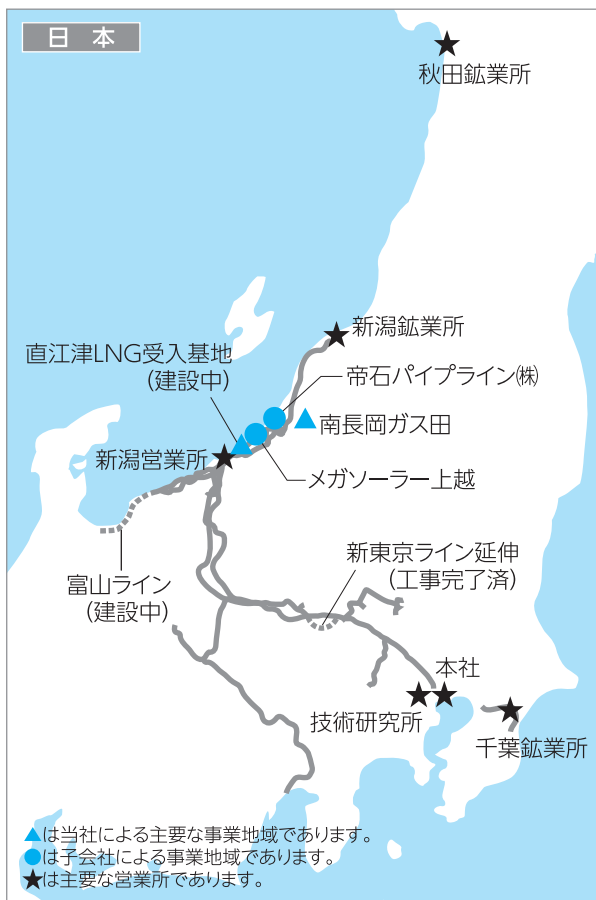 日本
秋田鉱業所
新潟鉱業所
直江津LNG受入基地
(建設中)
帝石パイプライン㈱
南長岡ガス田
新潟営業所
メガソーラー上越
新東京ライン延伸
(工事完了済)
富山ライン
(建設中)
本社
技術研究所
千葉鉱業所
▲は当社による主要な事業地域であります。
●は子会社による事業地域であります。
★は主要な営業所であります。